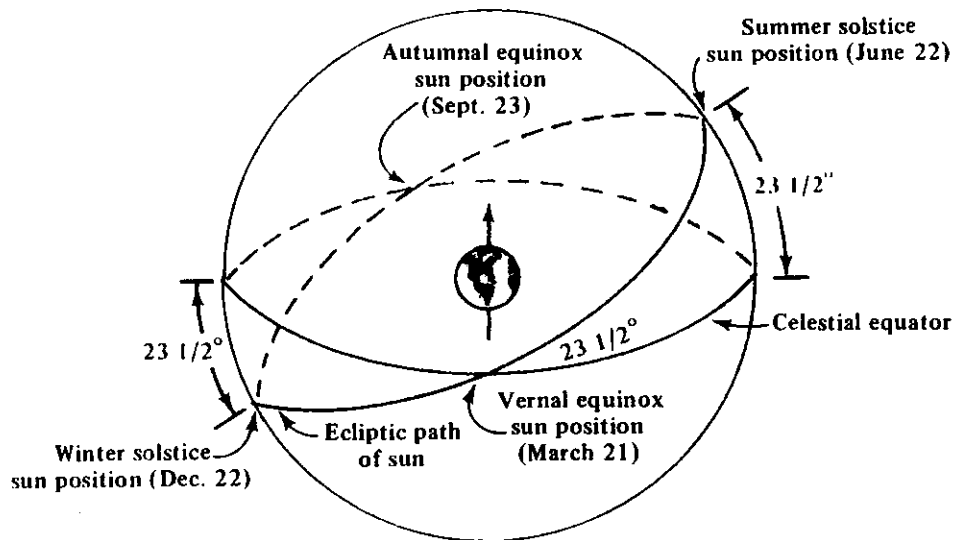 Summer solstice
sun position (June 22)
Autumnal equinox
sun position
(Sept. 23)
23 1/2"
23 1/2°
23 1/2°
Celestial equator
Vernal equinox
sun position
(March 21)
Ecliptic path
of sun
Winter solstice
sun position (Dec. 22)